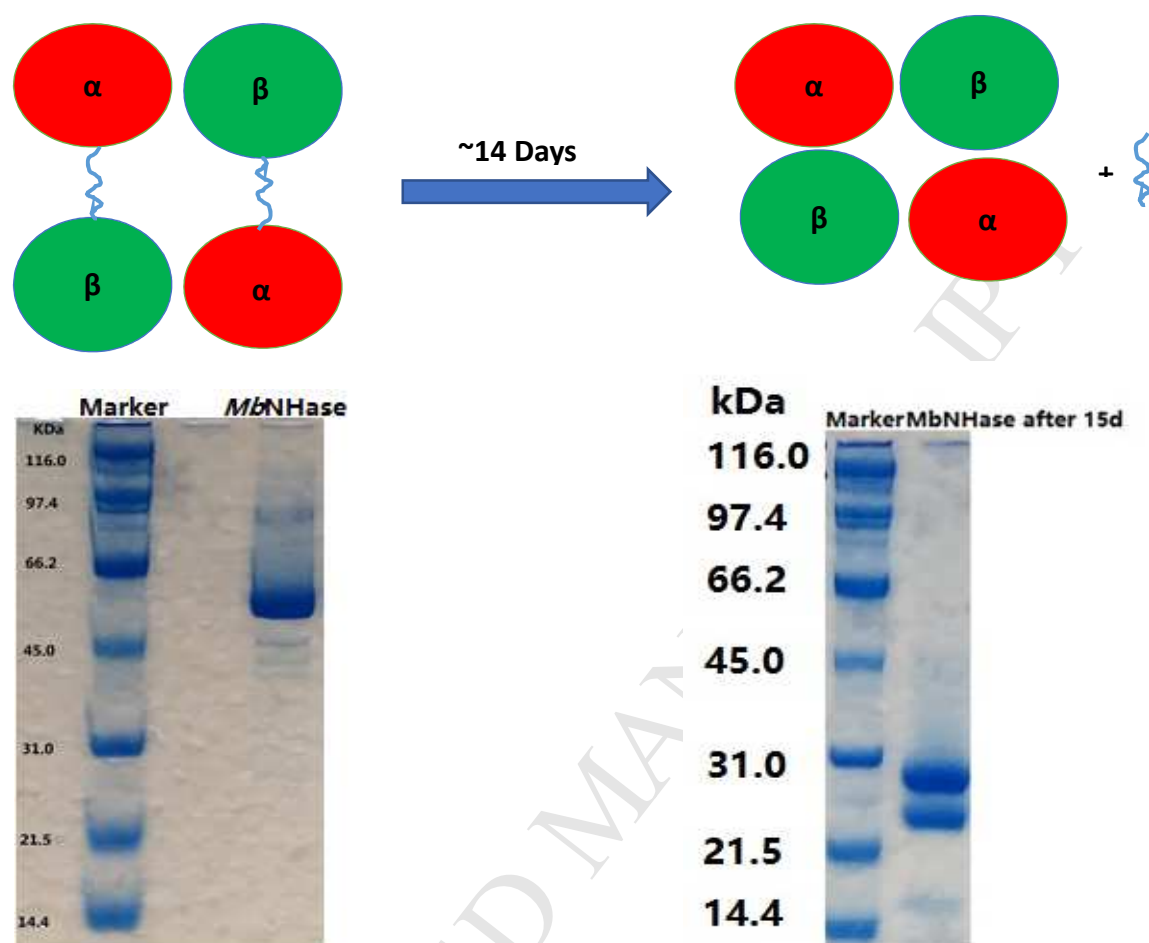 α β α β
~14 Days
+
β α β α
Marker MbNHase
KDa
116.0
97.4
66.2
45.0
31.0
21.5
14.4
kDa
Marker MbNHase after 15d
116.0
97.4
66.2
45.0
31.0
21.5
14.4